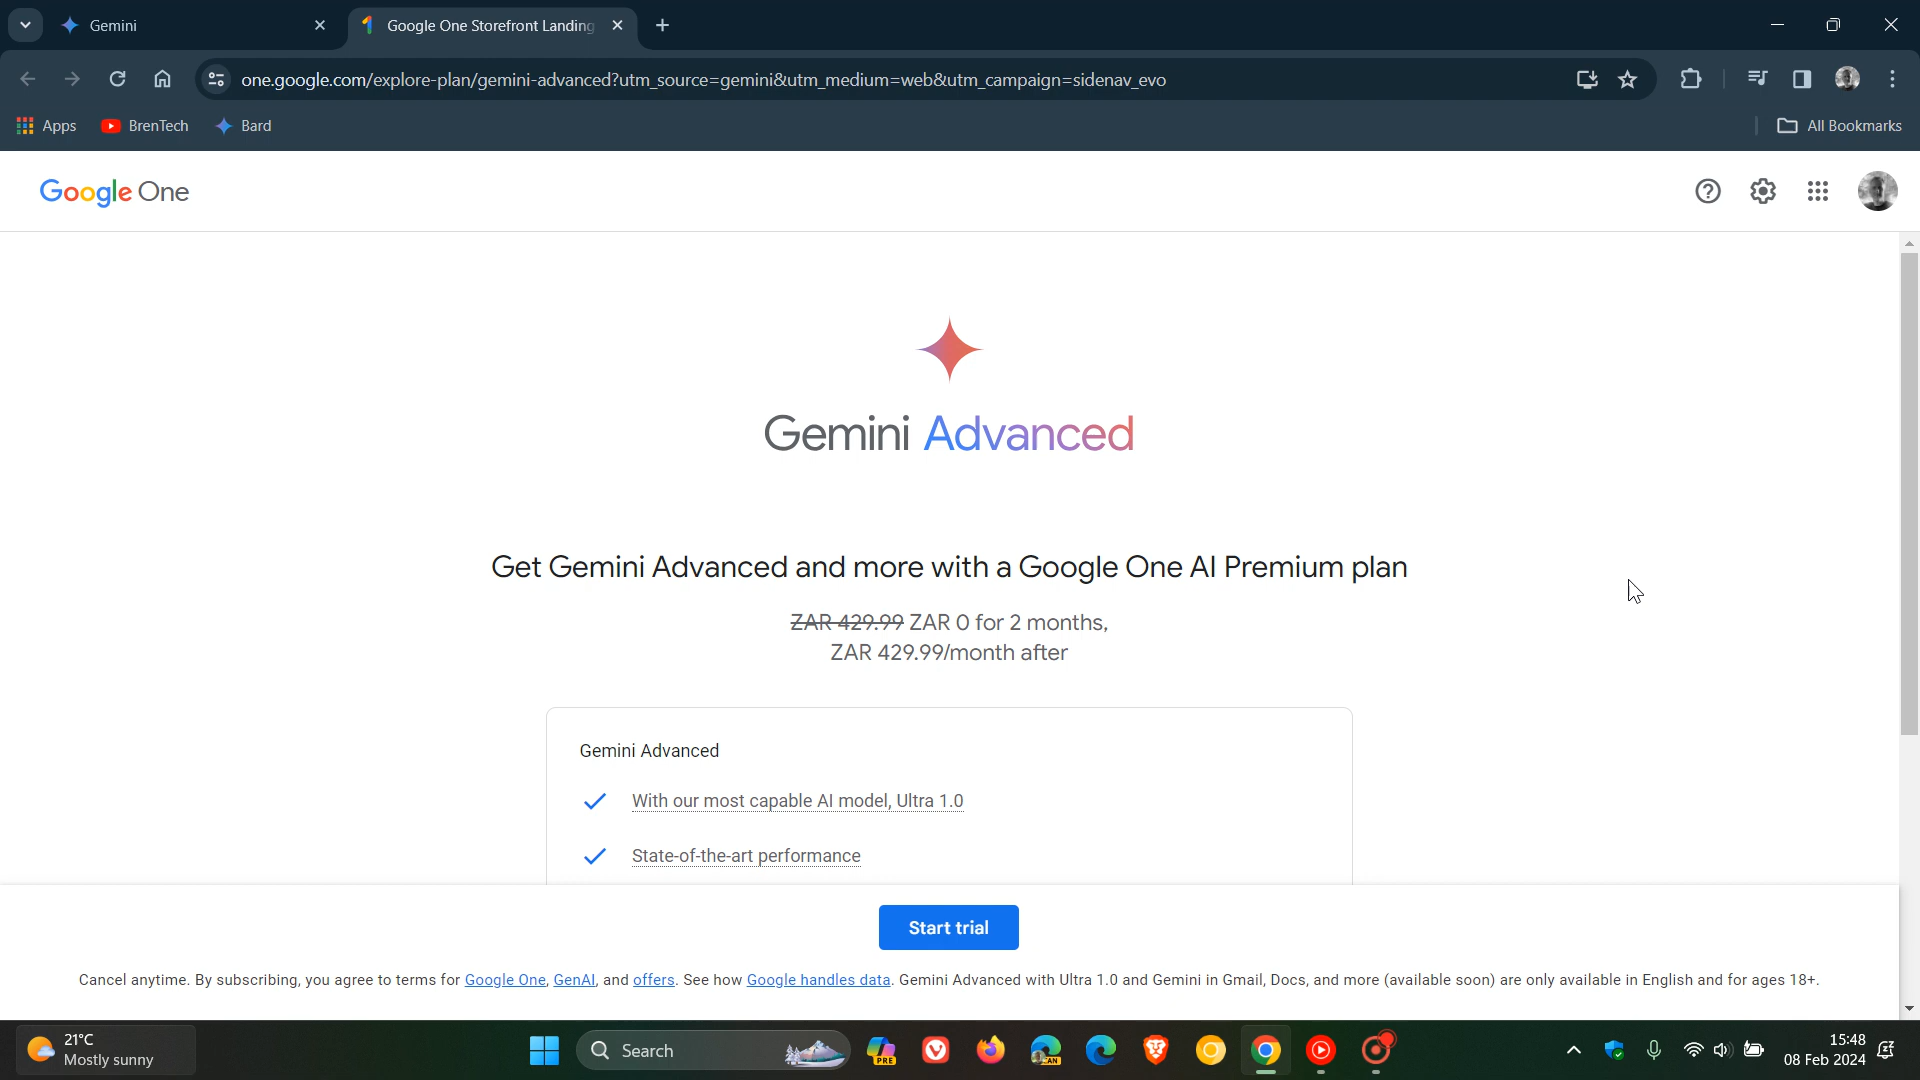 Gemini
Google One Storefront Landing
one.google.com/explore-plan/gemini-advanced?utm_source=gemini&utm_medium=web&utm_campaign=sidenav_evo
Apps
BrenTech
Bard
All Bookmarks
Google One
Gemini Advanced
Get Gemini Advanced and more with a Google One AI Premium plan
ZAR 429.99 ZAR 0 for 2 months,
ZAR 429.99/month after
Gemini Advanced
With our most capable AI model, Ultra 1.0
State-of-the-art performance
Start trial
Cancel anytime. By subscribing, you agree to terms for Google One, GenAI, and offers. See how Google handles data. Gemini Advanced with Ultra 1.0 and Gemini in Gmail, Docs, and more (available soon) are only available in English and for ages 18+.
21°C
Mostly sunny
Search
PRE
CAN
15:48
08 Feb 2024